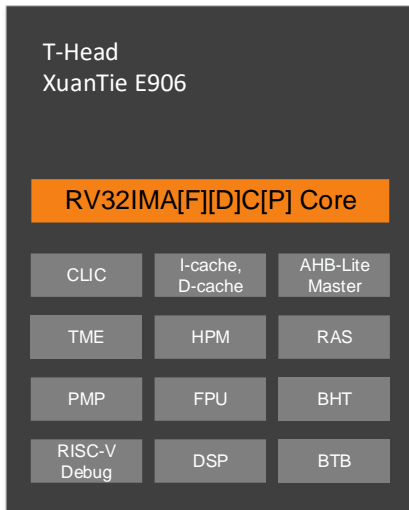 T-Head
XuanTie E906
RV32IMA[F][D]C[P] Core
CLIC
I-cache,
D-cache
AHB-Lite
Master
TME
HPM
RAS
PMP
FPU
BHT
RISC-V
Debug
DSP
BTB